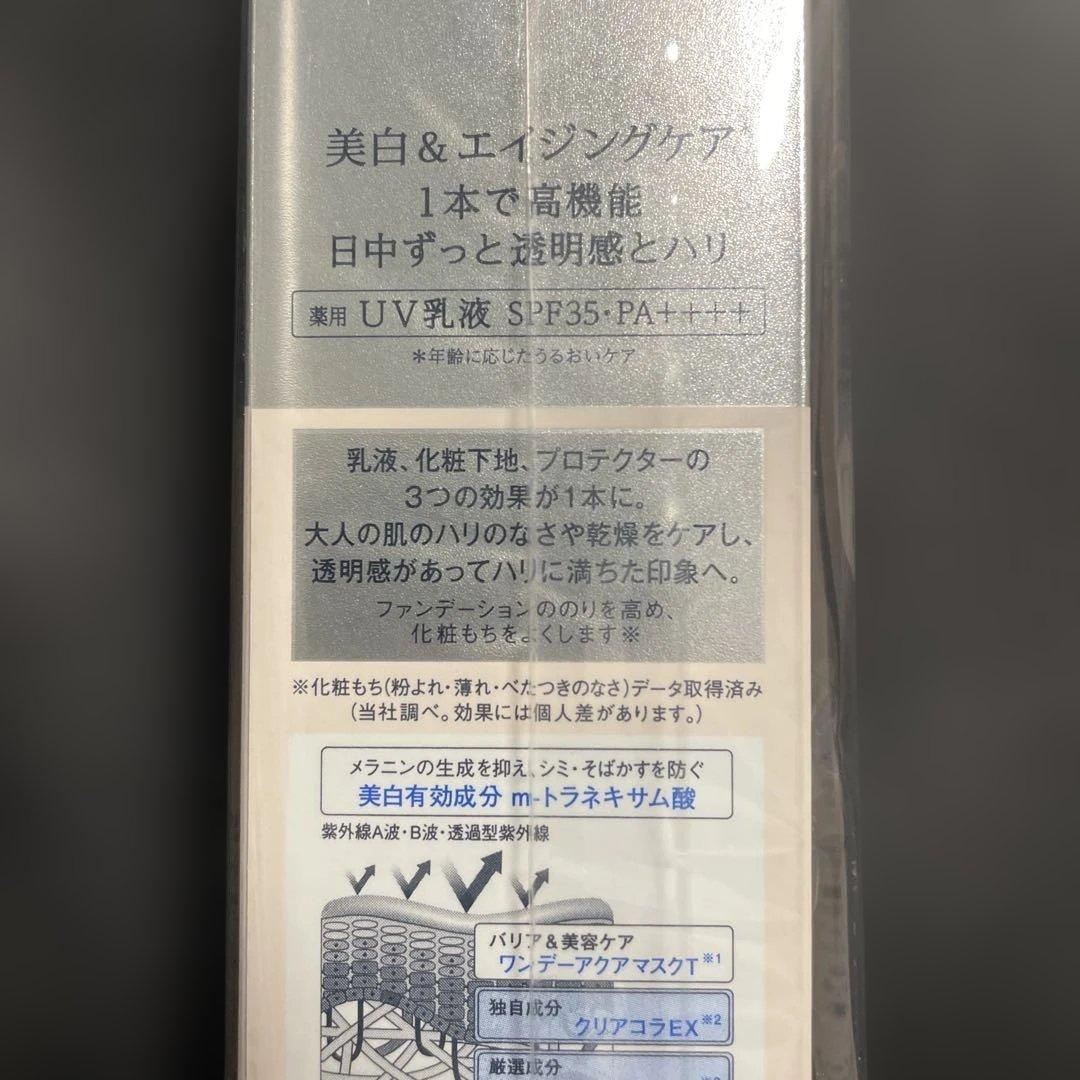 美白＆エイジングケア*
1本で高機能
日中ずっと透明感とハリ
薬用 UV乳液 SPF35・PA++++
*年齢に応じたうるおいケア
乳液、化粧下地、プロテクターの
3つの効果が1本に。
大人の肌のハリのなさや乾燥をケアし、
透明感があってハリに満ちた印象へ。
ファンデーションののりを高め、
化粧もちをよくします※
※化粧もち(粉よれ・薄れ・べたつきのなさ)データ取得済み
(当社調べ。効果には個人差があります。)
メラニンの生成を抑え、シミ・そばかすを防ぐ
美白有効成分 m-トラネキサム酸
紫外線A波・B波・透過型紫外線
バリア＆美容ケア
ワンデーアクアマスクT※1
独自成分
クリアコラEX※2
厳選成分